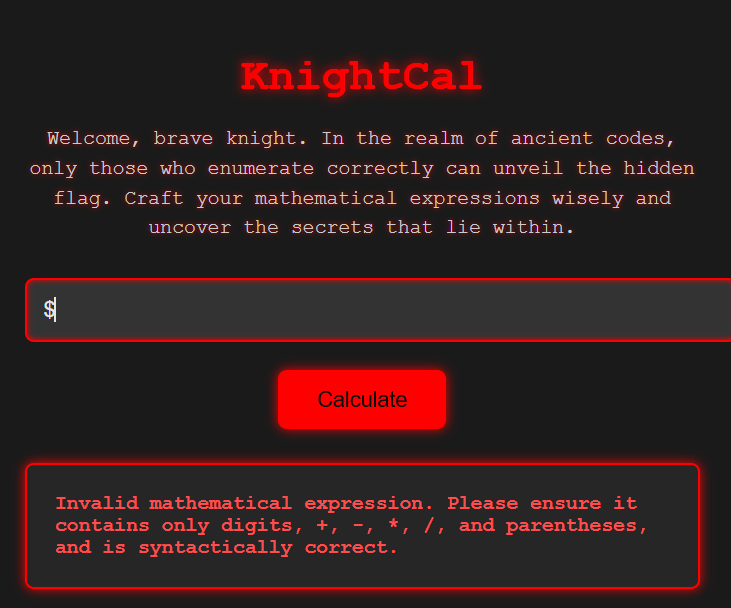 KnightCal
Welcome, brave knight. In the realm of ancient codes,
only those who enumerate correctly can unveil the hidden
flag. Craft your mathematical expressions wisely and
uncover the secrets that lie within.
$
Calculate
Invalid mathematical expression. Please ensure it
contains only digits, +, -, *, /, and parentheses,
and is syntactically correct.